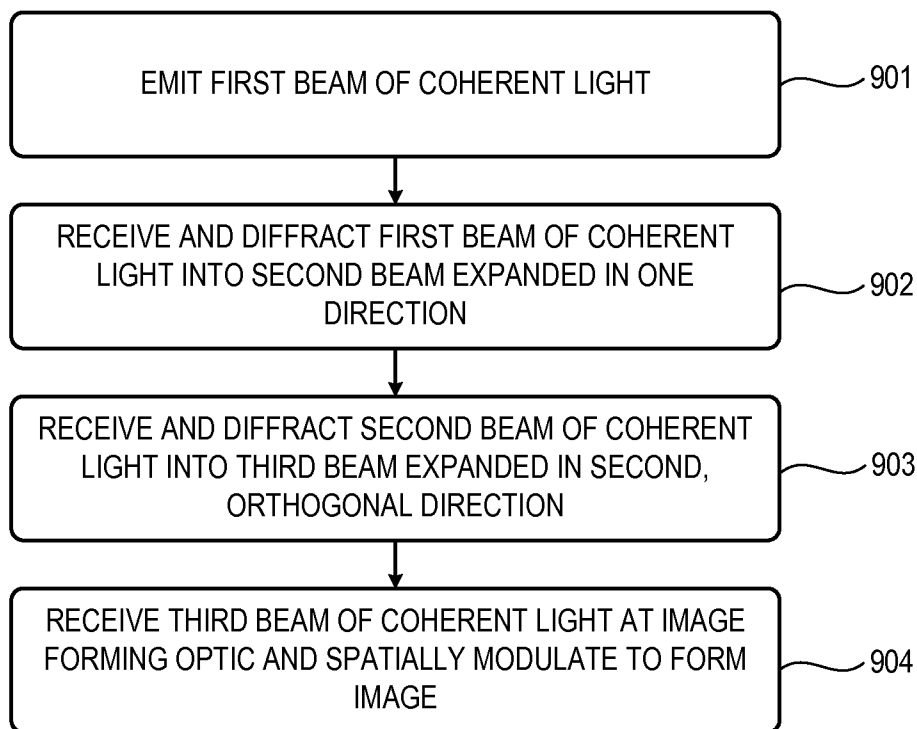 EMIT FIRST BEAM OF COHERENT LIGHT
901
RECEIVE AND DIFFRACT FIRST BEAM OF COHERENT
LIGHT INTO SECOND BEAM EXPANDED IN ONE
DIRECTION
902
RECEIVE AND DIFFRACT SECOND BEAM OF COHERENT
LIGHT INTO THIRD BEAM EXPANDED IN SECOND,
ORTHOGONAL DIRECTION
903
RECEIVE THIRD BEAM OF COHERENT LIGHT AT IMAGE
FORMING OPTIC AND SPATIALLY MODULATE TO FORM
IMAGE
904